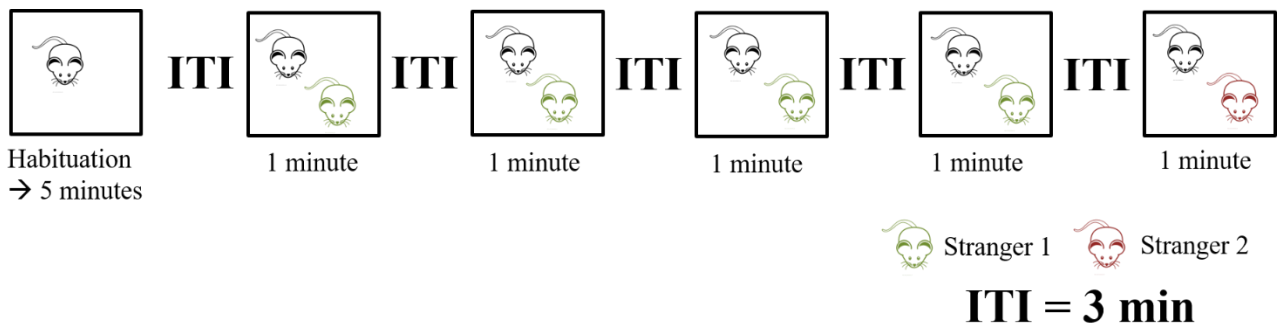 ITI ITI ITI ITI ITI
Habituation
→ 5 minutes
1 minute
1 minute
1 minute
1 minute
1 minute
Stranger 1
Stranger 2
ITI = 3 min